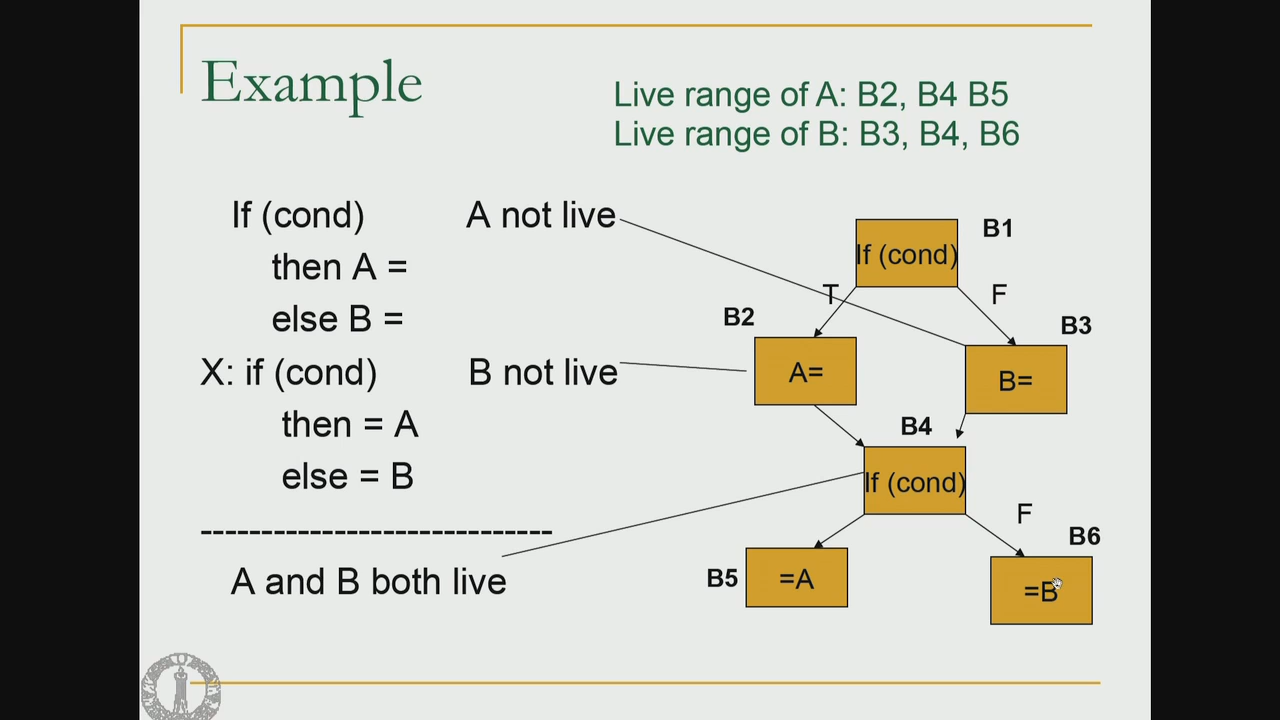 Example
Live range of A: B2, B4 B5
Live range of B: B3, B4, B6
If (cond)
then A =
else B =
X: if (cond)
then = A
else = B
----------------------------
A and B both live
A not live
B not live
If (cond)
B1
T
F
B2
B3
A=
B=
B4
If (cond)
F
B6
B5
=A
=B